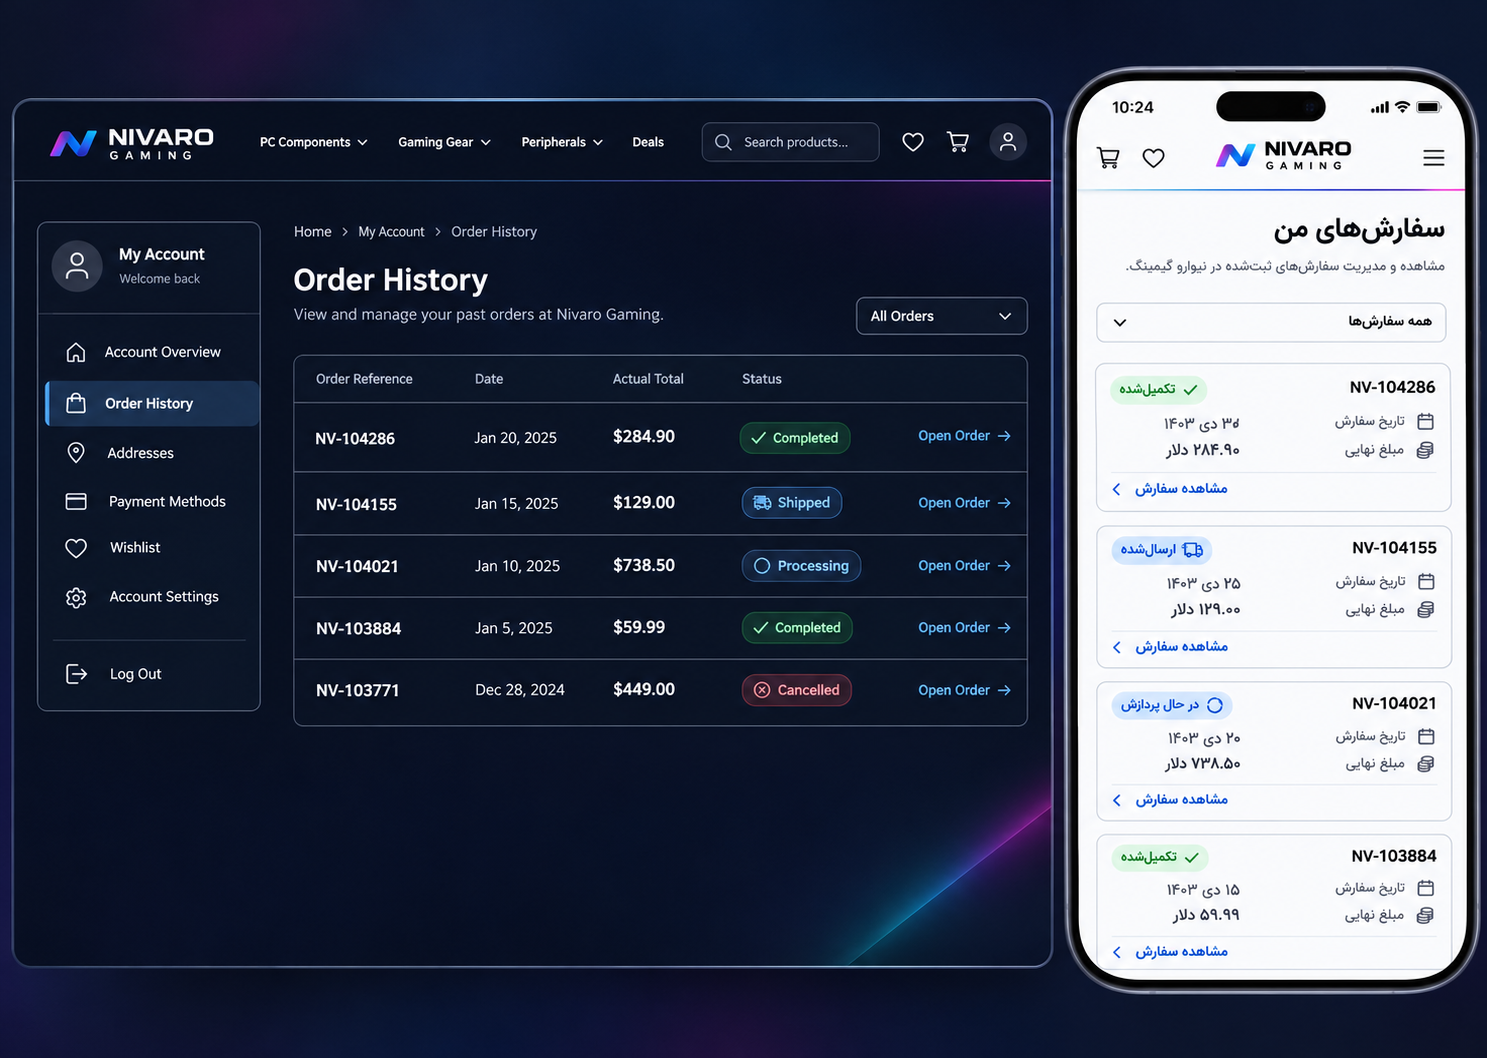 NIVARO
GAMING
PC Components
Gaming Gear
Peripherals
Deals
Search products...
My Account
Welcome back
Account Overview
Order History
Addresses
Payment Methods
Wishlist
Account Settings
Log Out
Home > My Account > Order History
Order History
View and manage your past orders at Nivaro Gaming.
All Orders
Order Reference Date Actual Total Status
NV-104286 Jan 20, 2025 $284.90 Completed Open Order →
NV-104155 Jan 15, 2025 $129.00 Shipped Open Order →
NV-104021 Jan 10, 2025 $738.50 Processing Open Order →
NV-103884 Jan 5, 2025 $59.99 Completed Open Order →
NV-103771 Dec 28, 2024 $449.00 Cancelled Open Order →
10:24
NIVARO
GAMING
سفارش‌های من
مشاهده و مدیریت سفارش‌های ثبت‌شده در نیوارو گیمینگ.
همه سفارش‌ها
NV-104286 تکمیل‌شده
تاریخ سفارش دی ۱۴۰۳
مبلغ نهایی ۲۸۴.۹۰ دلار
مشاهده سفارش
NV-104155 ارسال‌شده
تاریخ سفارش ۲۵ دی ۱۴۰۳
مبلغ نهایی ۱۲۹.۰۰ دلار
مشاهده سفارش
NV-104021 در حال پردازش
تاریخ سفارش ۲۰ دی ۱۴۰۳
مبلغ نهایی ۷۳۸.۵۰ دلار
مشاهده سفارش
NV-103884 تکمیل‌شده
تاریخ سفارش ۱۵ دی ۱۴۰۳
مبلغ نهایی ۵۹.۹۹ دلار
مشاهده سفارش